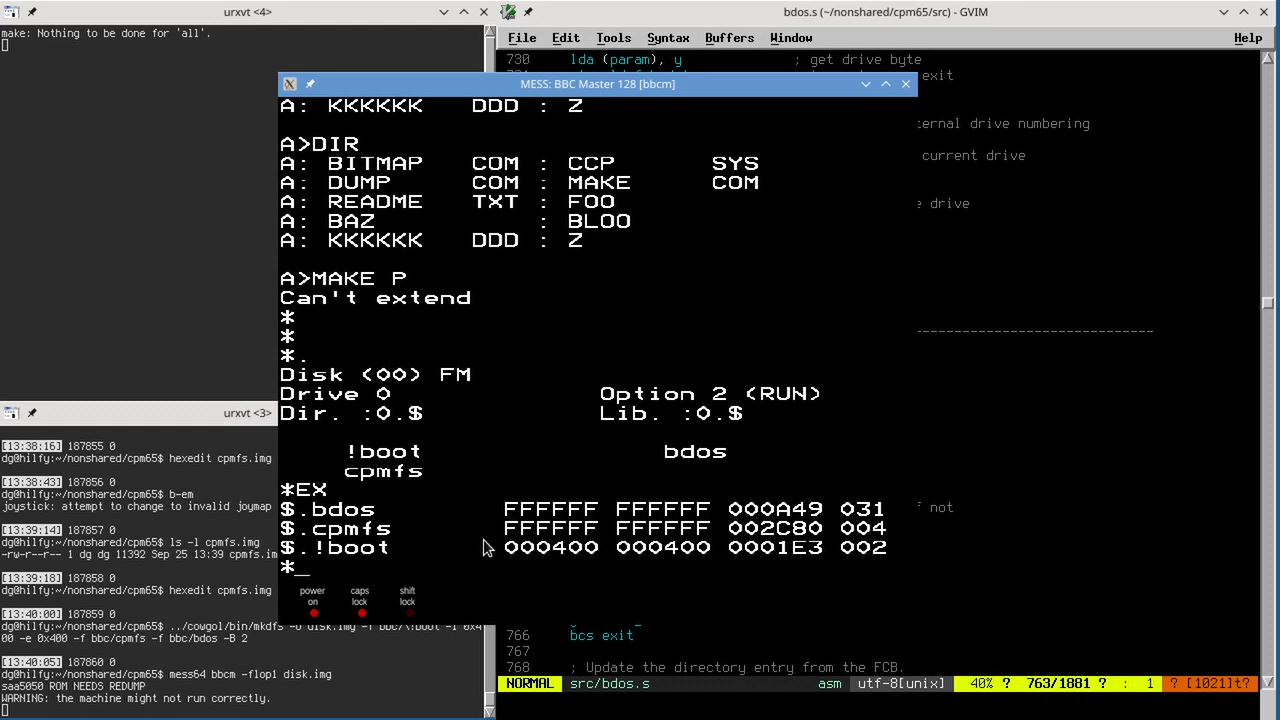 urxvt <4>
make: Nothing to be done for 'all'.
bdos.s (~/nonshared/cpm65/src) - GVIM
File Edit Tools Syntax Buffers Window Help
730 lda (param), y ; get drive byte
exit
ternal drive numbering
current drive
e drive
------------------------------
f not
766 bcs exit
767
768 ; Update the directory entry from the FCB.
NORMAL src/bdos.s asm utf-8[unix] 40% ? 763/1881 ? : 1 ? [1021]t?
MESS: BBC Master 128 [bbcm]
A: KKKKKK DDD : Z
A>DIR
A: BITMAP COM : CCP SYS
A: DUMP COM : MAKE COM
A: README TXT : FOO
A: BAZ : BLOO
A: KKKKKK DDD : Z
A>MAKE P
Can't extend
*
*
*.
Disk (00) FM
Drive 0 Option 2 (RUN)
Dir. :0.$ Lib. :0.$
!boot bdos
cpmfs
*EX
$.bdos FFFFFF FFFFFF 000A49 031
$.cpmfs FFFFFF FFFFFF 002C80 004
$.!boot 000400 000400 0001E3 002
*_
power on caps lock shift lock
urxvt <3>
[13:38:16] 187855 0
dg@hilfy:~/nonshared/cpm65$ hexedit cpmfs.img
[13:38:43] 187856 0
dg@hilfy:~/nonshared/cpm65$ b-em
joystick: attempt to change to invalid joymap
[13:39:14] 187857 0
dg@hilfy:~/nonshared/cpm65$ ls -l cpmfs.img
-rw-r--r-- 1 dg dg 11392 Sep 25 13:39 cpmfs.im
[13:39:18] 187858 0
dg@hilfy:~/nonshared/cpm65$ hexedit cpmfs.img
[13:40:00] 187859 0
dg@hilfy:~/nonshared/cpm65$ ../cowgol/bin/mkdfs -o disk.img -f bbc/\!boot -l 0x4
00 -e 0x400 -f bbc/cpmfs -f bbc/bdos -B 2
[13:40:05] 187860 0
dg@hilfy:~/nonshared/cpm65$ mess64 bbcm -flop1 disk.img
saa5050 ROM NEEDS REDUMP
WARNING: the machine might not run correctly.